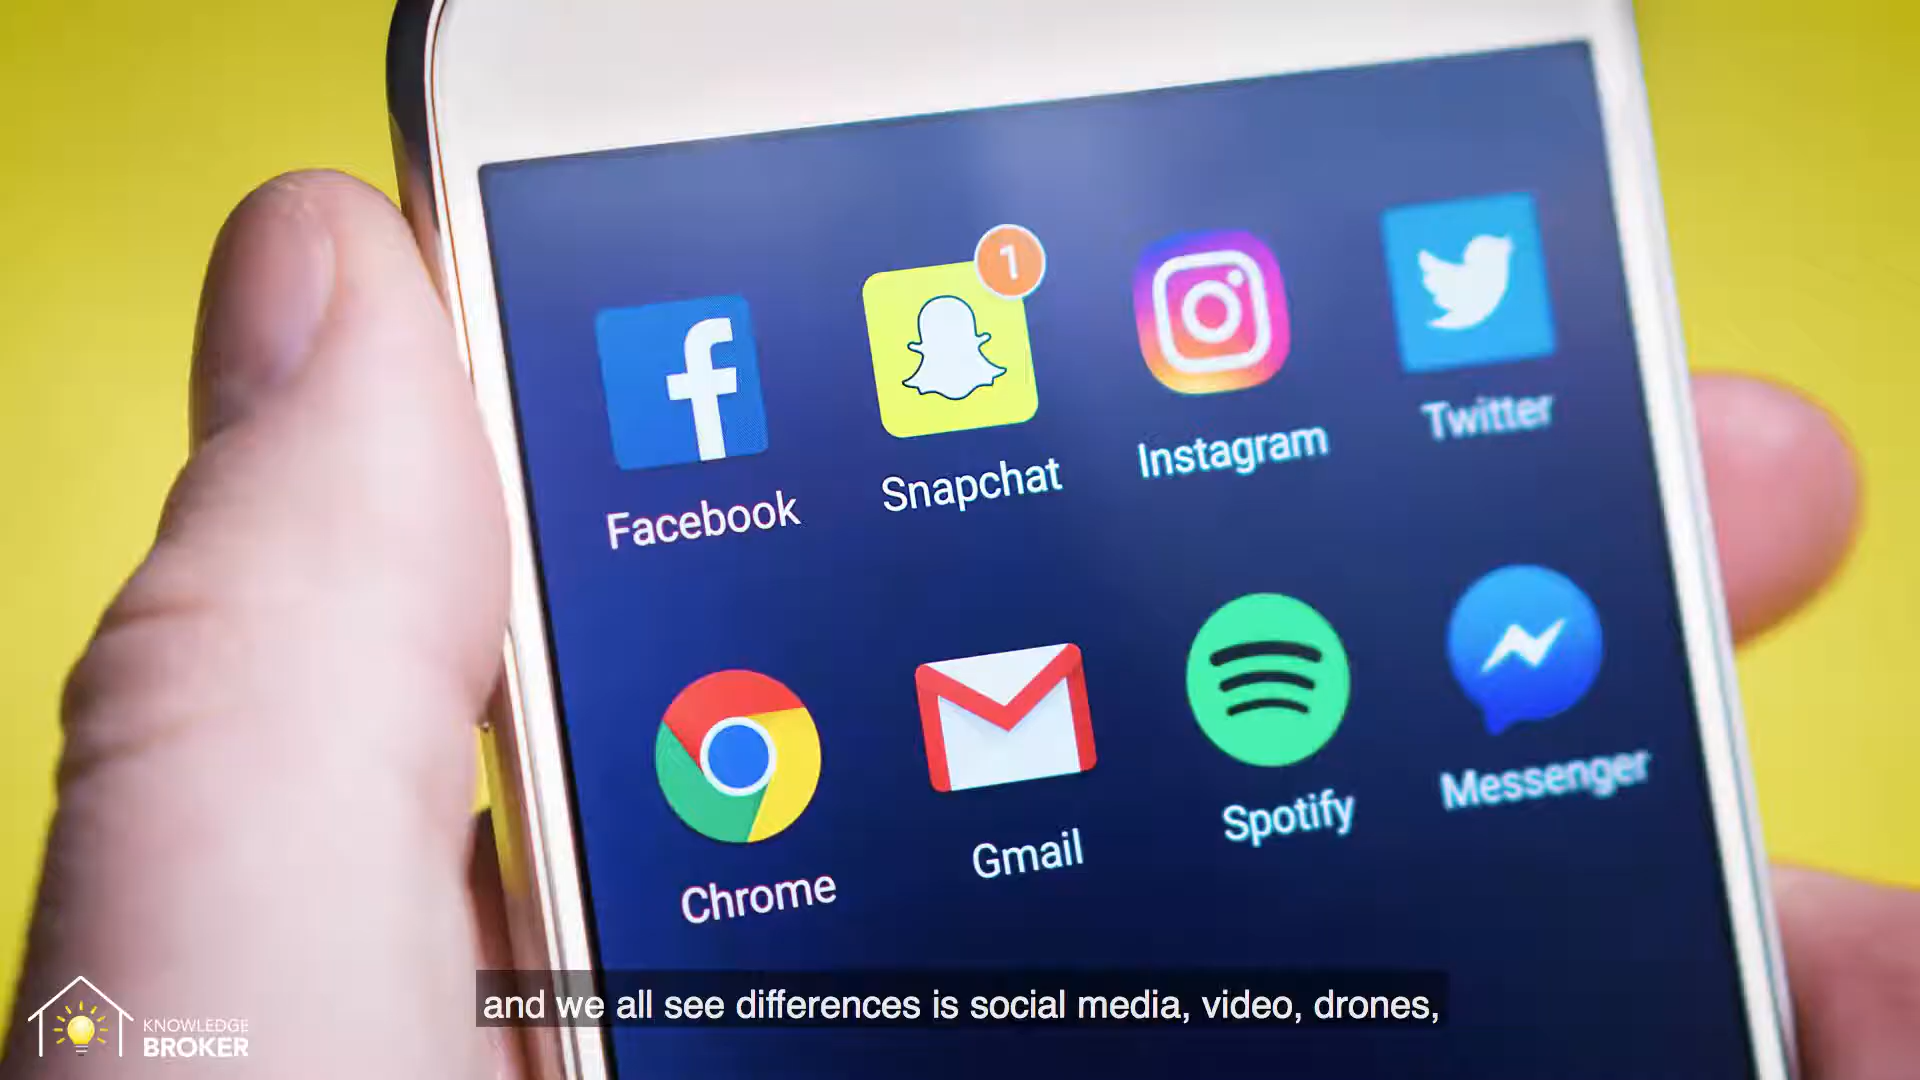 1
Facebook
Snapchat
Instagram
Twitter
Chrome
Gmail
Spotify
Messenger
and we all see differences is social media, video, drones,
KNOWLEDGE
BROKER